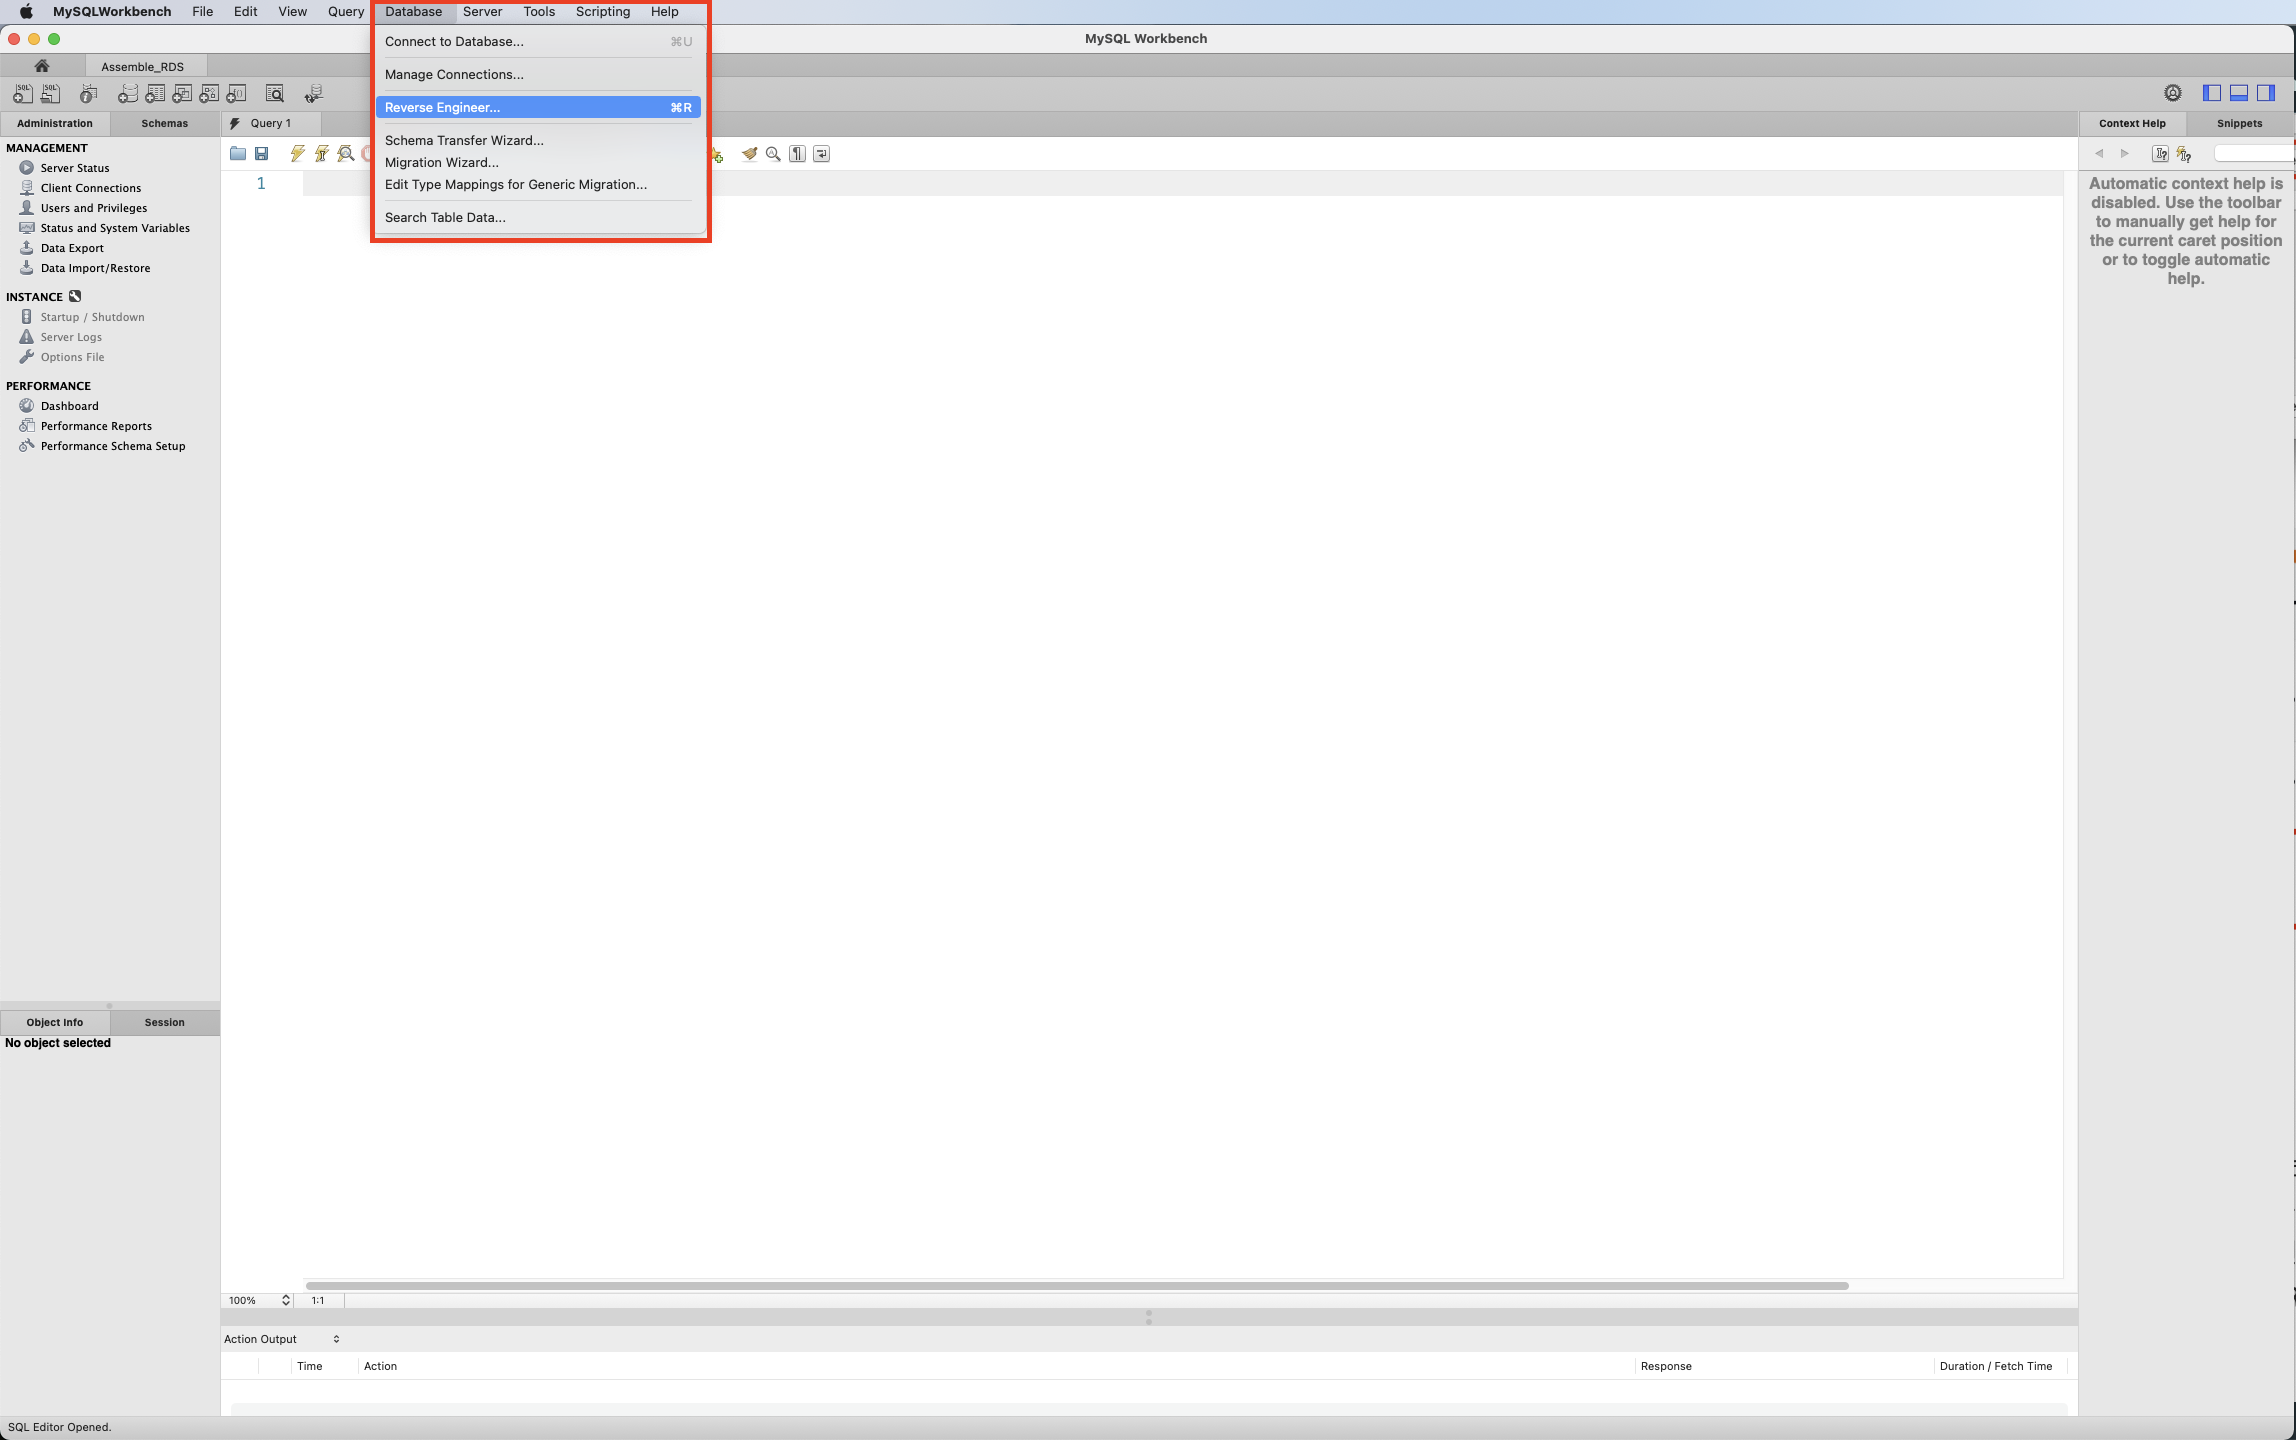 MySQLWorkbench File Edit View Query Database Server Tools Scripting Help
MySQL Workbench
Assemble_RDS
Connect to Database... ⌘U
Manage Connections...
Reverse Engineer... ⌘R
Schema Transfer Wizard...
Migration Wizard...
Edit Type Mappings for Generic Migration...
Search Table Data...
Administration Schemas
MANAGEMENT
Server Status
Client Connections
Users and Privileges
Status and System Variables
Data Export
Data Import/Restore
INSTANCE
Startup / Shutdown
Server Logs
Options File
PERFORMANCE
Dashboard
Performance Reports
Performance Schema Setup
Object Info Session
No object selected
Query 1
1
100% 1:1
Action Output
Time Action Response Duration / Fetch Time
Context Help Snippets
Automatic context help is
disabled. Use the toolbar
to manually get help for
the current caret position
or to toggle automatic
help.
SQL Editor Opened.